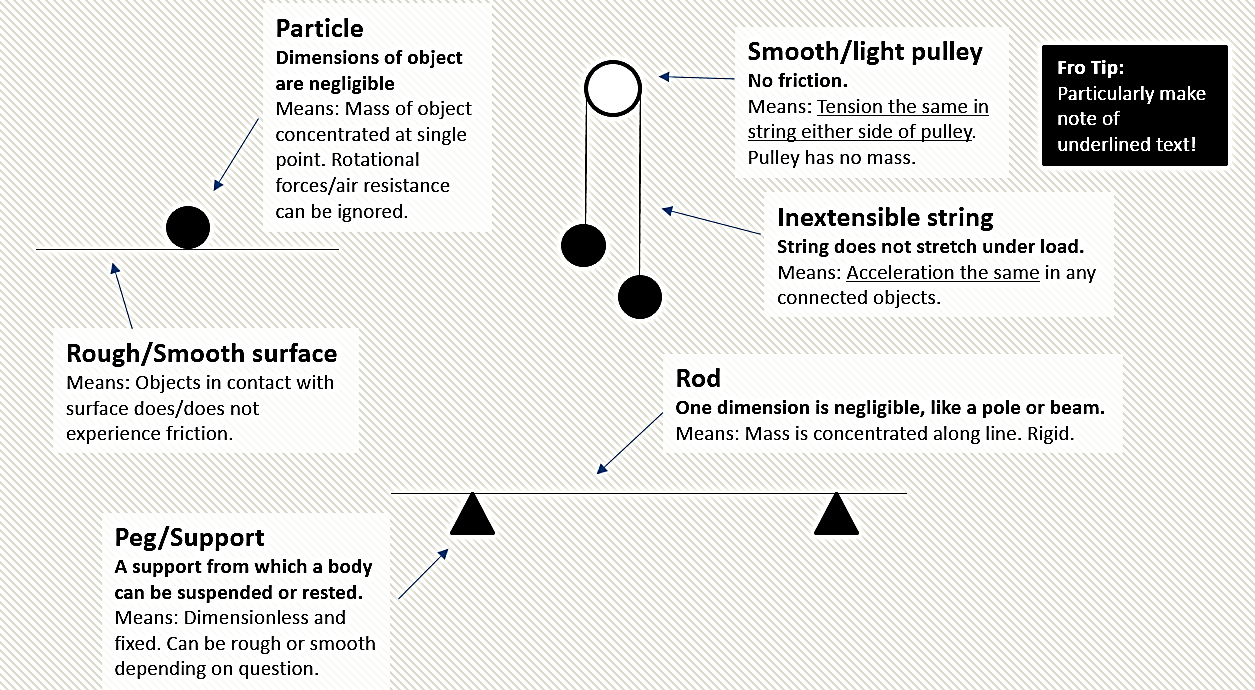 Particle
Dimensions of object
are negligible
Means: Mass of object
concentrated at single
point. Rotational
forces/air resistance
can be ignored.
Smooth/light pulley
No friction.
Means: Tension the same in
string either side of pulley.
Pulley has no mass.
Fro Tip:
Particularly make
note of
underlined text!
Inextensible string
String does not stretch under load.
Means: Acceleration the same in any
connected objects.
Rough/Smooth surface
Means: Objects in contact with
surface does/does not
experience friction.
Rod
One dimension is negligible, like a pole or beam.
Means: Mass is concentrated along line. Rigid.
Peg/Support
A support from which a body
can be suspended or rested.
Means: Dimensionless and
fixed. Can be rough or smooth
depending on question.